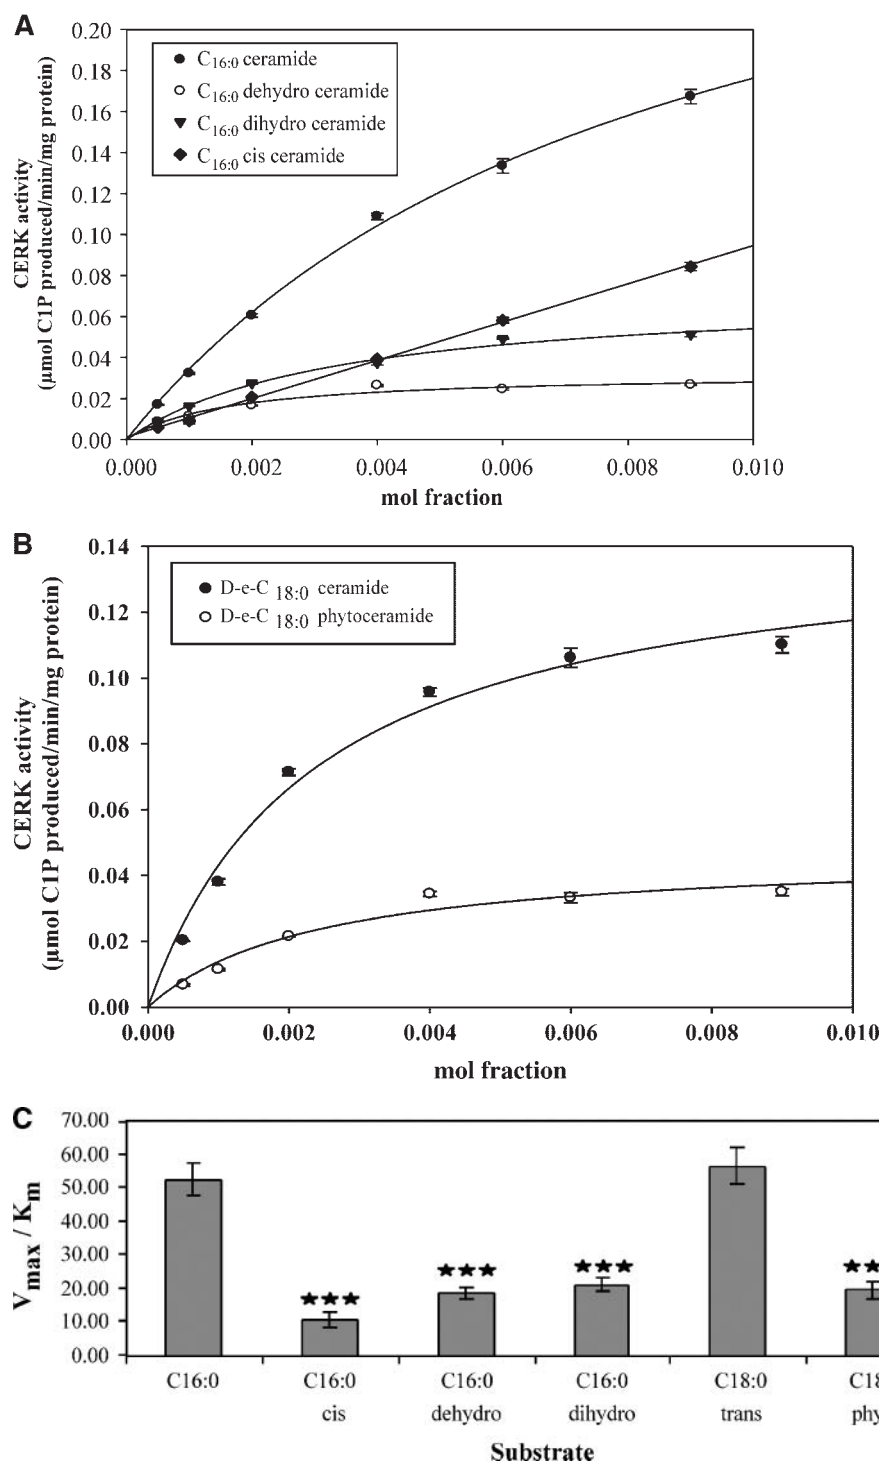 A
0.20
0.18
0.16
0.14
0.12
0.10
0.08
0.06
0.04
0.02
0.00
CERK activity
(μmol C1P produced/min/mg protein)
C16:0 ceramide
C16:0 dehydro ceramide
C16:0 dihydro ceramide
C16:0 cis ceramide
0.000 0.002 0.004 0.006 0.008 0.010
mol fraction
B
0.14
0.12
0.10
0.08
0.06
0.04
0.02
0.00
CERK activity
(μmol C1P produced/min/mg protein)
D-e-C 18:0 ceramide
D-e-C 18:0 phytoceramide
0.000 0.002 0.004 0.006 0.008 0.010
mol fraction
C
70.00
60.00
50.00
40.00
30.00
20.00
10.00
0.00
Vmax / Km
★★★ ★★★ ★★★ ★★
C16:0 C16:0 C16:0 C16:0 C18:0 C18
cis dehydro dihydro trans phy
Substrate